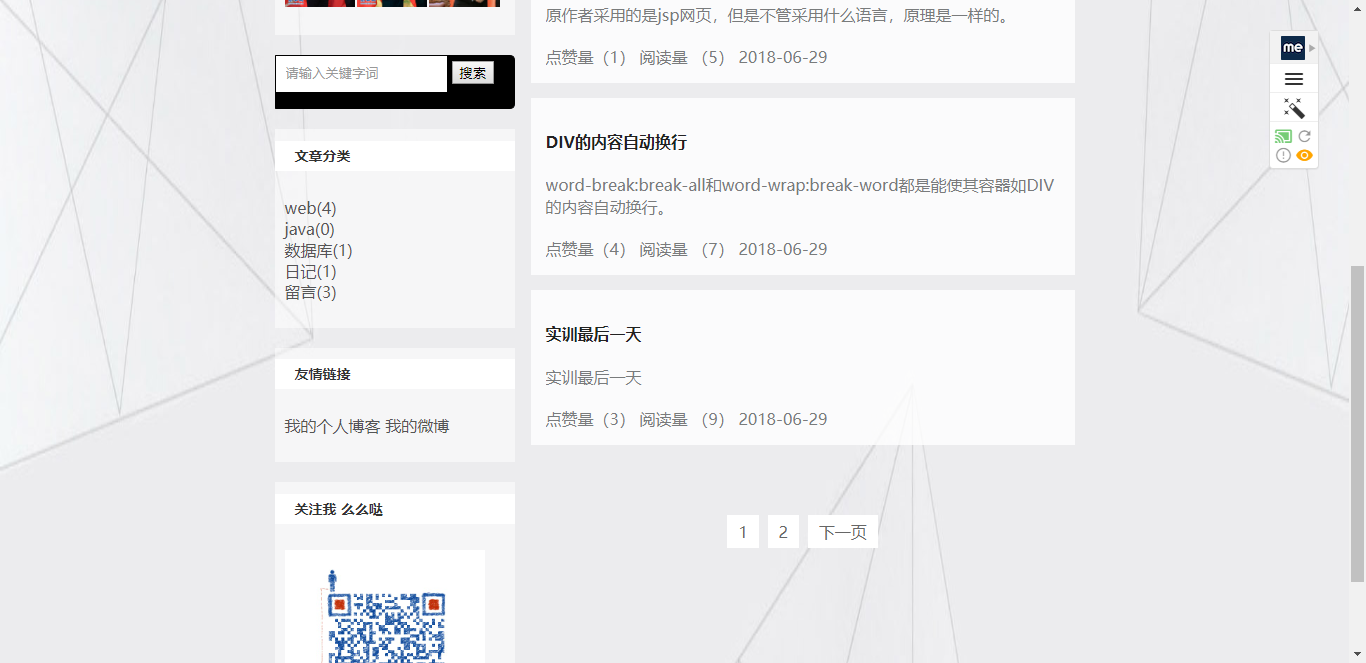 请输入关键字词 搜索
文章分类
web(4)
java(0)
数据库(1)
日记(1)
留言(3)
友情链接
我的个人博客 我的微博
关注我 么么哒
原作者采用的是jsp网页，但是不管采用什么语言，原理是一样的。
点赞量（1） 阅读量 （5） 2018-06-29
DIV的内容自动换行
word-break:break-all和word-wrap:break-word都是能使其容器如DIV
的内容自动换行。
点赞量（4） 阅读量 （7） 2018-06-29
实训最后一天
实训最后一天
点赞量（3） 阅读量 （9） 2018-06-29
1 2 下一页
me